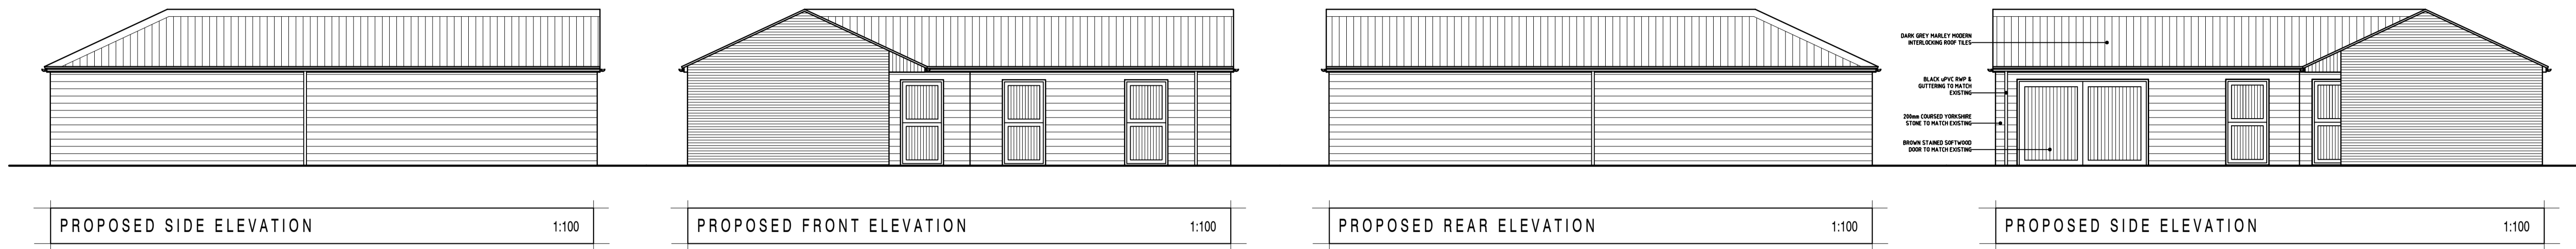 DARK GREY MARLEY MODERN
INTERLOCKING ROOF TILES
BLACK uPVC RWP &
GUTTERING TO MATCH
EXISTING
200mm COURSED YORKSHIRE
STONE TO MATCH EXISTING
BROWN STAINED SOFTWOOD
DOOR TO MATCH EXISTING
PROPOSED SIDE ELEVATION 1:100
PROPOSED FRONT ELEVATION 1:100
PROPOSED REAR ELEVATION 1:100
PROPOSED SIDE ELEVATION 1:100